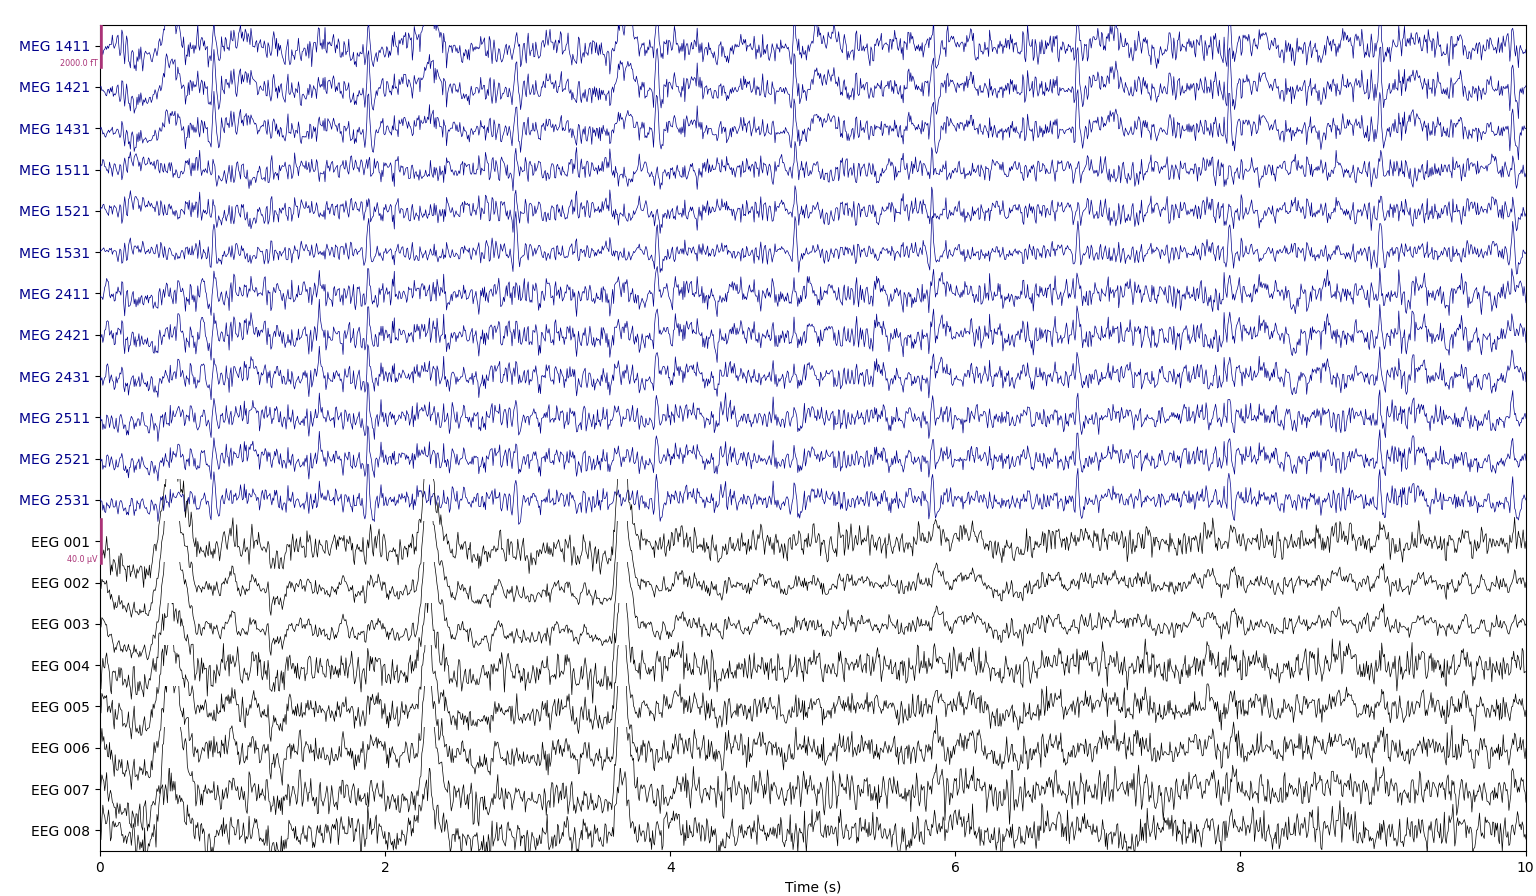 MEG 1411
2000.0 fT
MEG 1421
MEG 1431
MEG 1511
MEG 1521
MEG 1531
MEG 2411
MEG 2421
MEG 2431
MEG 2511
MEG 2521
MEG 2531
EEG 001
40.0 µV
EEG 002
EEG 003
EEG 004
EEG 005
EEG 006
EEG 007
EEG 008
0 2 4 6 8 10
Time (s)